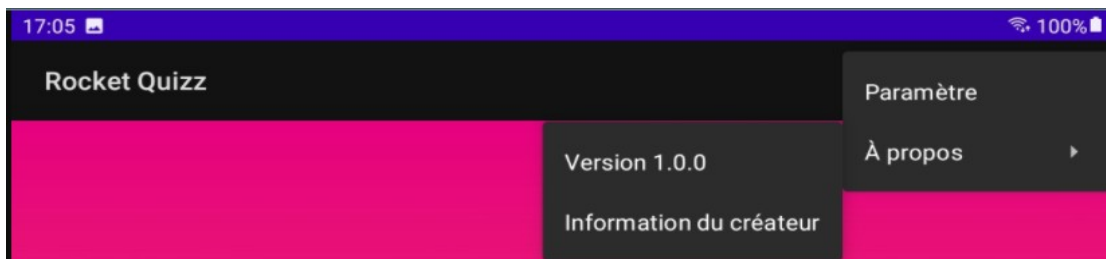 17:05 100%
Rocket Quizz
Paramètre
À propos
Version 1.0.0
Information du créateur